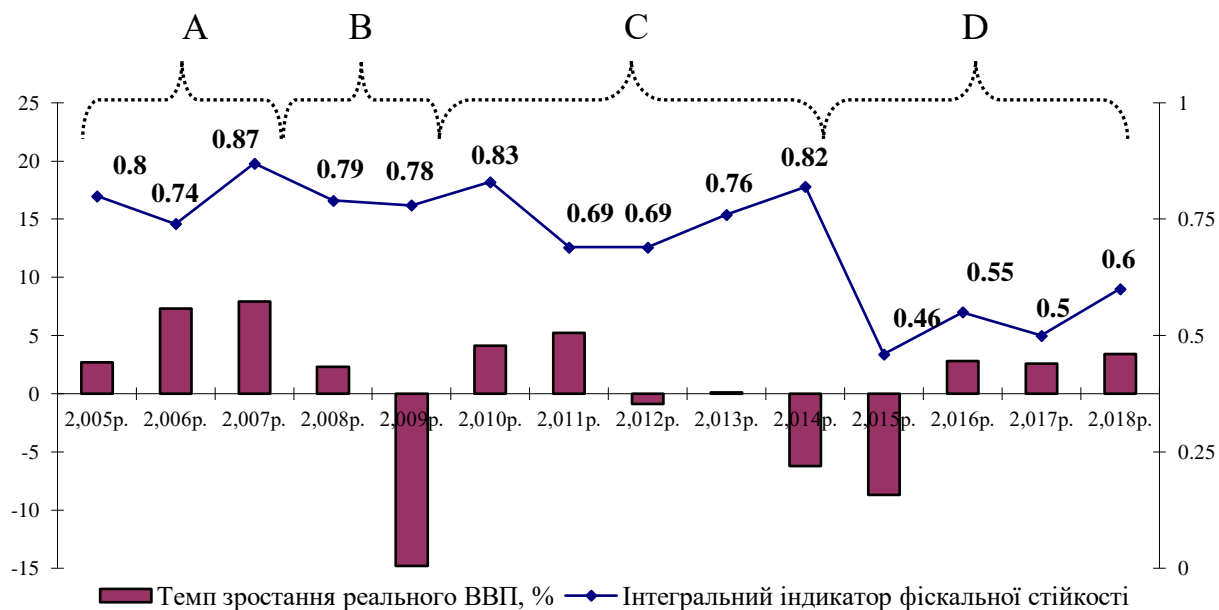 A B C D
25 1
20 0.8 0.74 0.87 0.79 0.78 0.83 0.69 0.69 0.76 0.82 0.75
15
10 0.46 0.55 0.5 0.6
5 0.5
0
2,005р. 2,006р. 2,007р. 2,008р. 2,009р. 2,010р. 2,011р. 2,012р. 2,013р. 2,014р. 2,015р. 2,016р. 2,017р. 2,018р.
-5 0.25
-10
-15 0
Темп зростання реального ВВП, % Інтегральний індикатор фіскальної стійкості